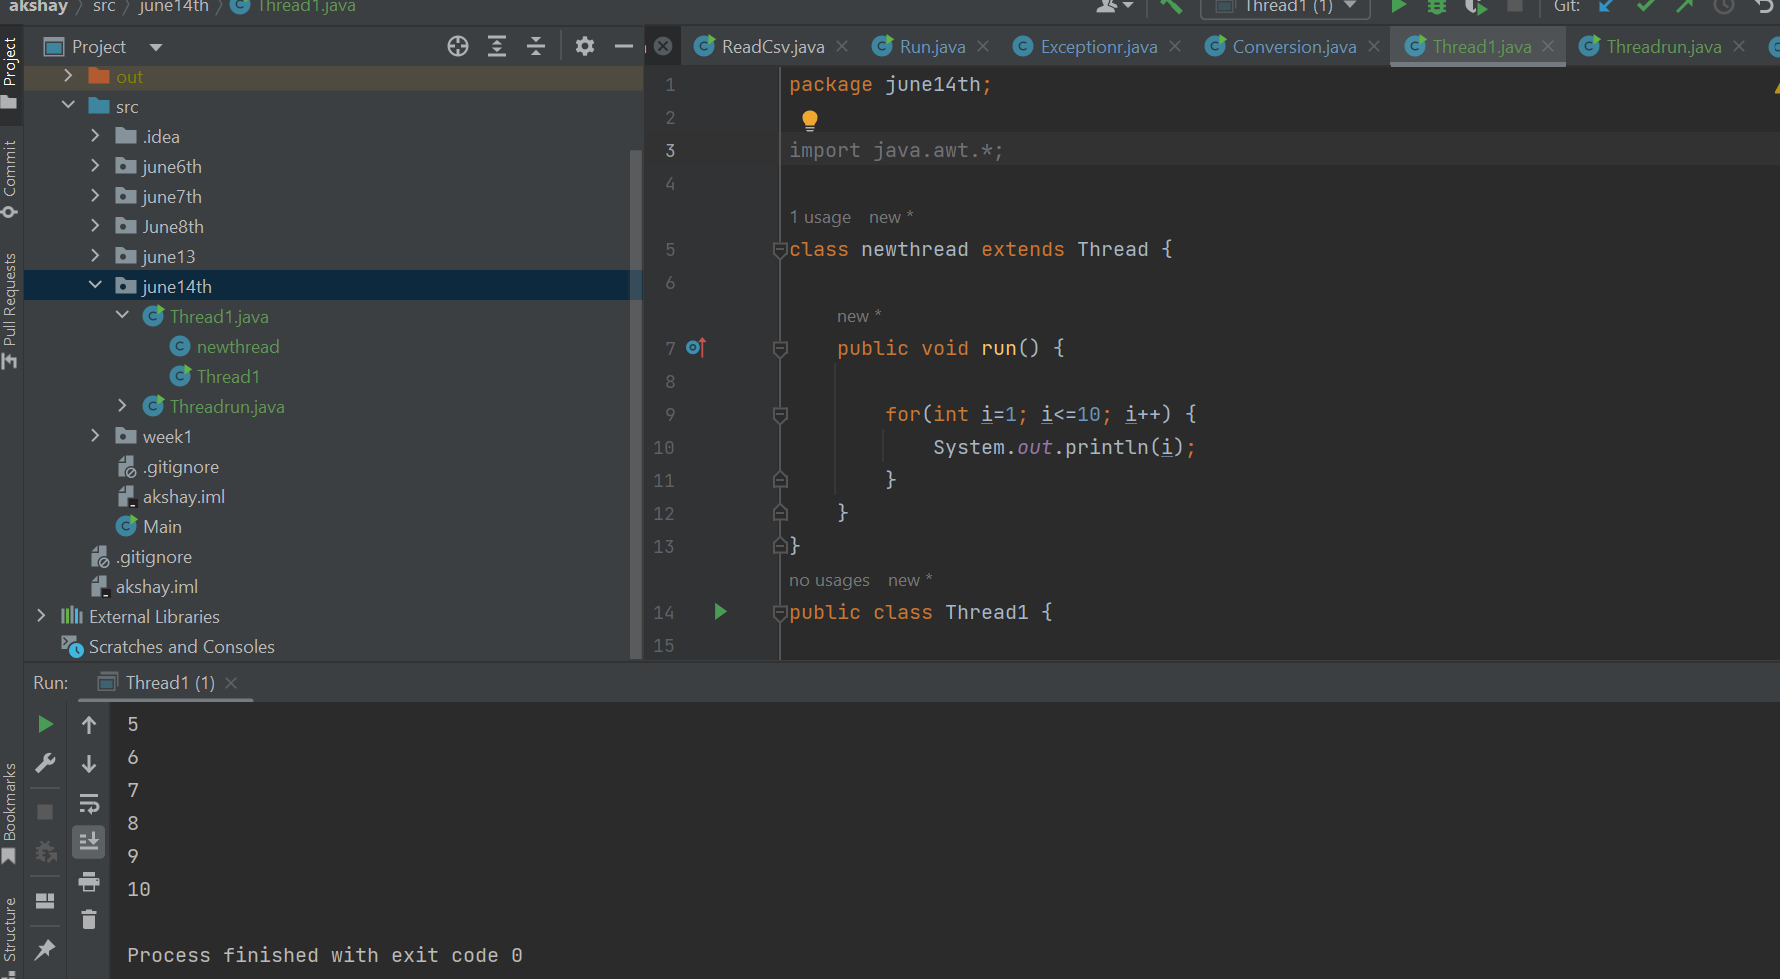 akshay src june14th Thread1.java
Thread1 (1) Git:
Project
ReadCsv.java Run.java Exceptionr.java Conversion.java Thread1.java Threadrun.java
Project
Commit
Pull Requests
Bookmarks
Structure
out
src
.idea
june6th
june7th
June8th
june13
june14th
Thread1.java
newthread
Thread1
Threadrun.java
week1
.gitignore
akshay.iml
Main
.gitignore
akshay.iml
External Libraries
Scratches and Consoles
1 package june14th;
2
3 import java.awt.*;
4
1 usage new *
5 class newthread extends Thread {
6
new *
7 public void run() {
8
9 for(int i=1; i<=10; i++) {
10 System.out.println(i);
11 }
12 }
13 }
no usages new *
14 public class Thread1 {
15
Run: Thread1 (1)
5
6
7
8
9
10
Process finished with exit code 0